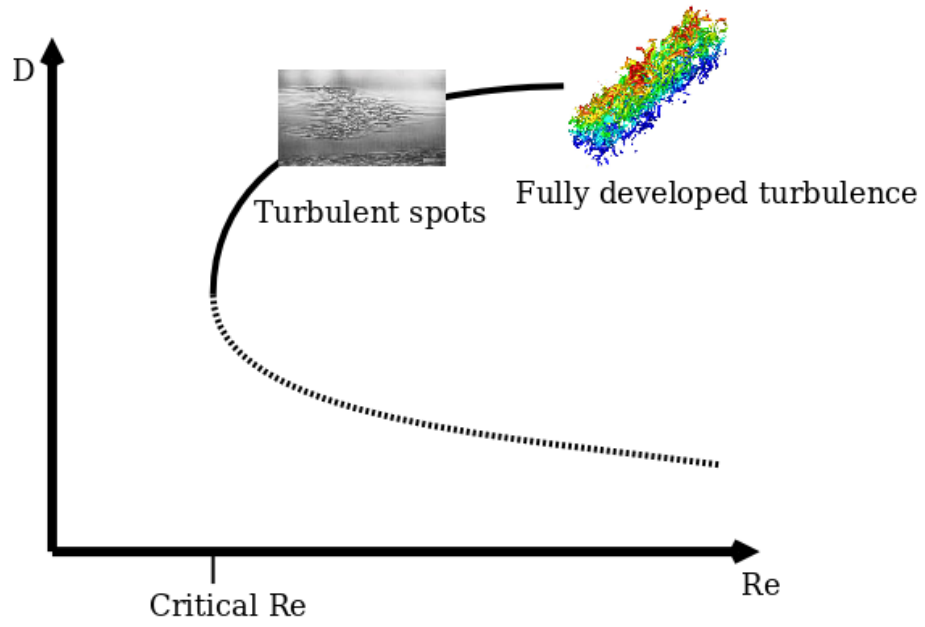 D
Turbulent spots
Fully developed turbulence
Re
Critical Re